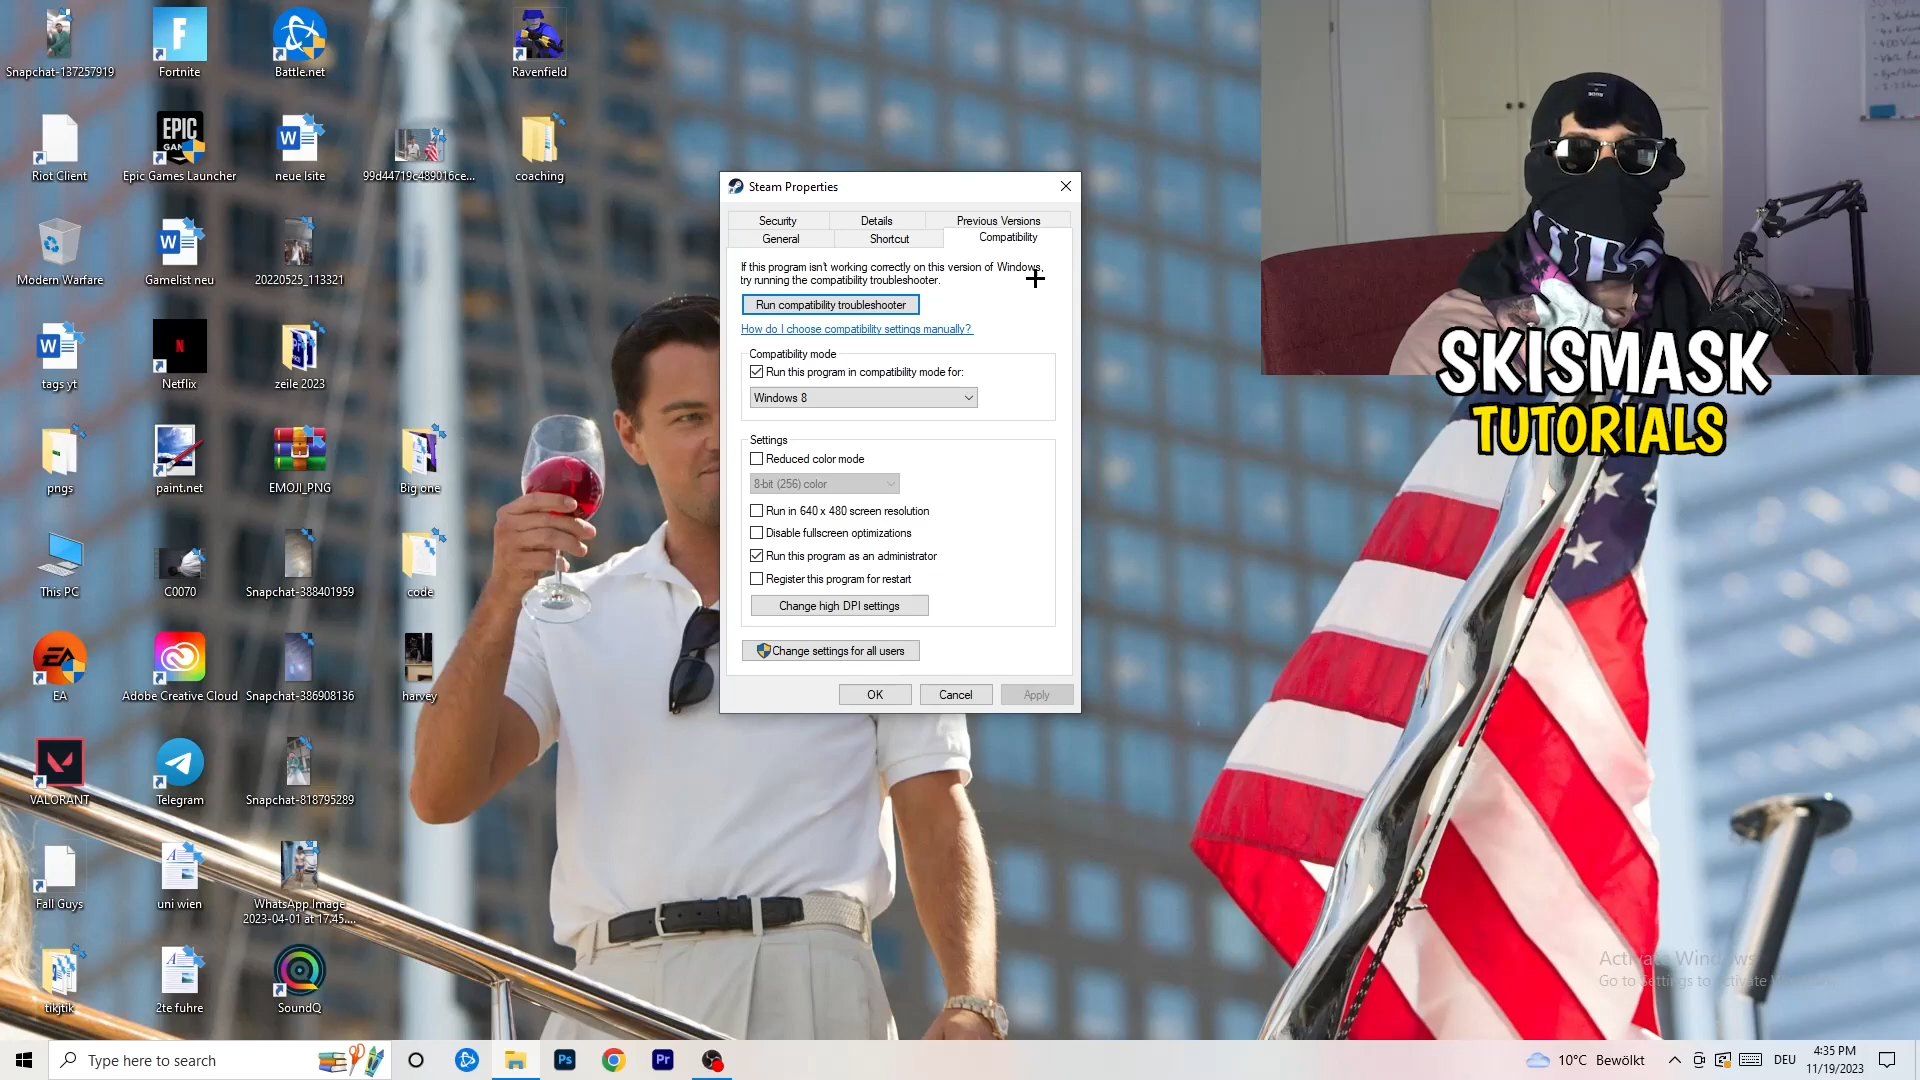 Snapchat-137257919
Fortnite
Battle.net
Ravenfield
Riot Client
EPIC
Epic Games Launcher
neue lsite
99d44719c489016ce...
coaching
Modern Warfare
Gamelist neu
20220525_113321
tags yt
N
Netflix
zeile 2023
pngs
paint.net
EMOJI_PNG
Big one
This PC
C0070
Snapchat-388401959
code
EA
Adobe Creative Cloud
Snapchat-386908136
harvey
VALORANT
Telegram
Snapchat-818795289
Fall Guys
uni wien
WhatsApp Image
2023-04-01 at 17.45....
tikjtik
2te fuhre
SoundQ
Steam Properties
Security
Details
Previous Versions
General
Shortcut
Compatibility
If this program isn't working correctly on this version of Windows,
try running the compatibility troubleshooter.
Run compatibility troubleshooter
How do I choose compatibility settings manually?
Compatibility mode
Run this program in compatibility mode for:
Windows 8
Settings
Reduced color mode
8-bit (256) color
Run in 640 x 480 screen resolution
Disable fullscreen optimizations
Run this program as an administrator
Register this program for restart
Change high DPI settings
Change settings for all users
OK
Cancel
Apply
SKISMASK
TUTORIALS
Type here to search
Ps
Pr
10°C Bewölkt
DEU
4:35 PM
11/19/2023